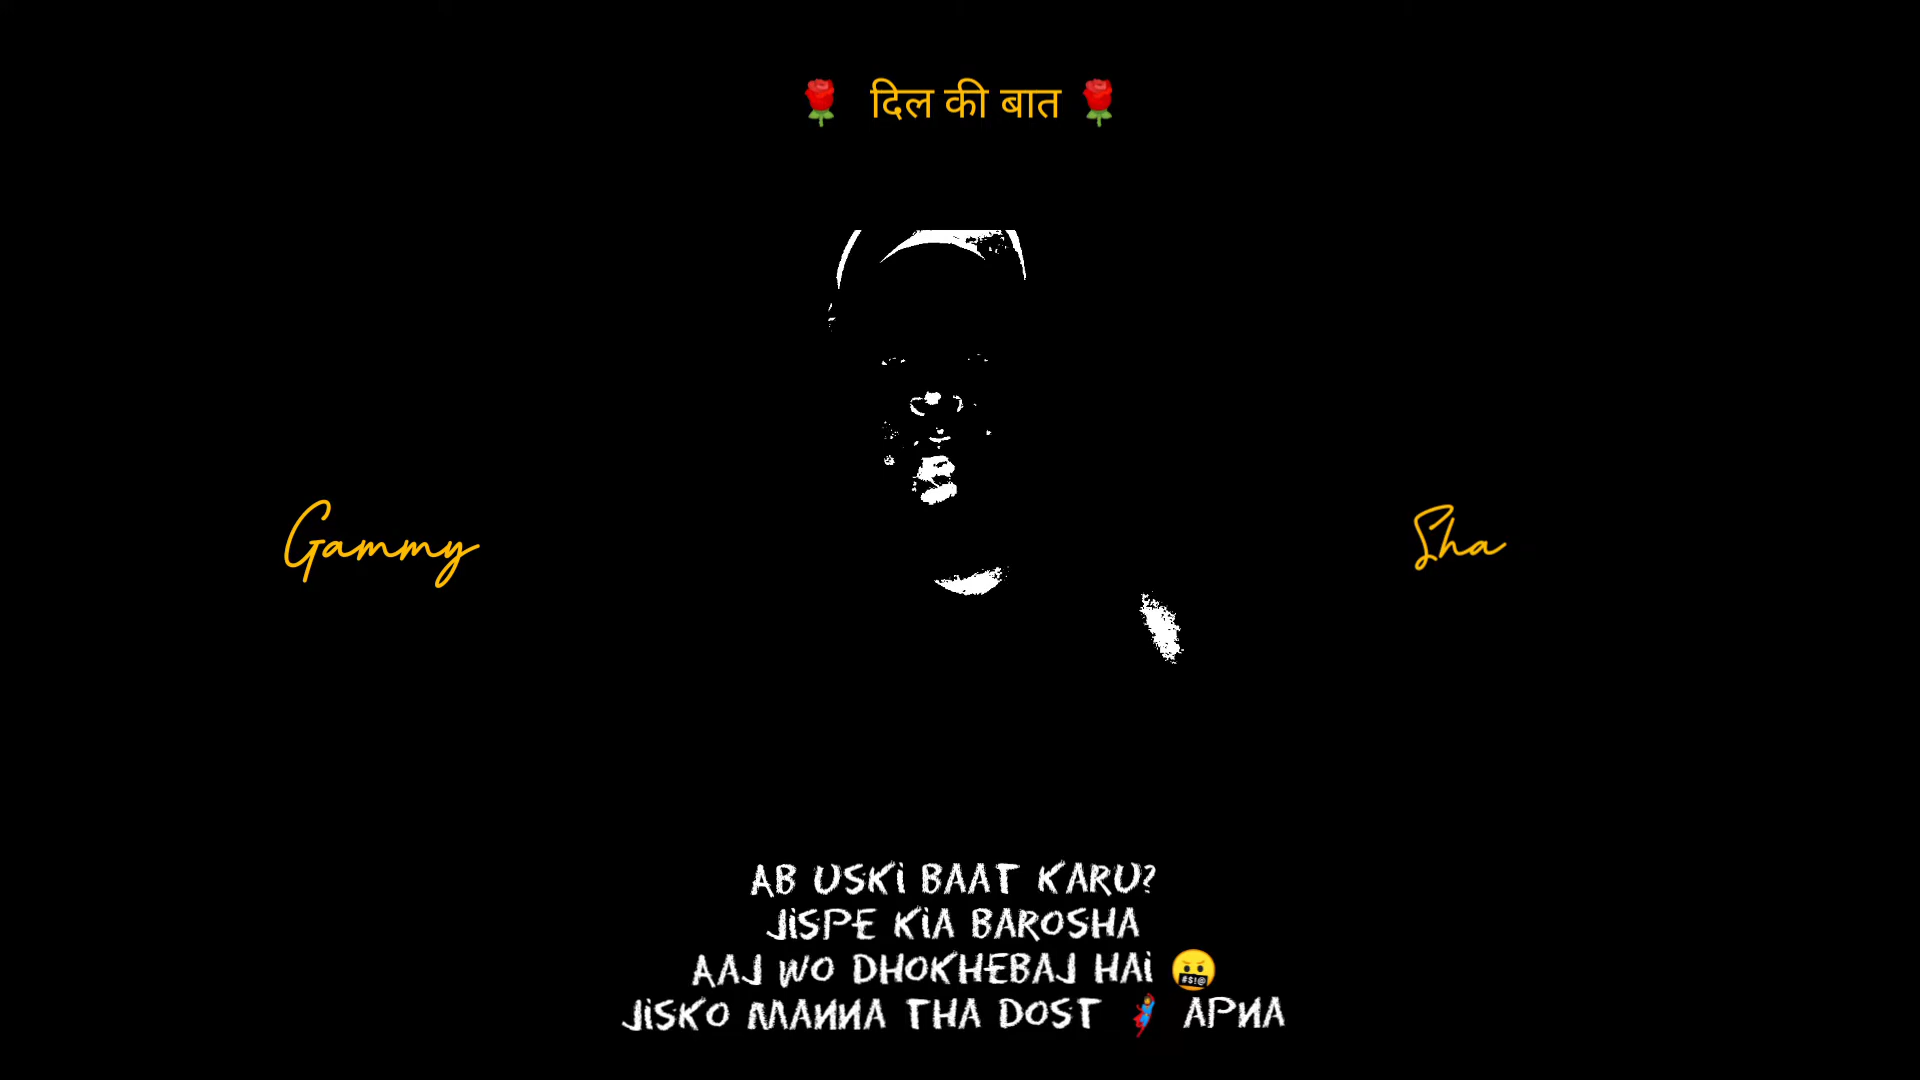 🌹 दिल की बात 🌹
Gammy
Sha
AB USKI BAAT KARU?
JISPE KIA BAROSHA
AAJ WO DHOKHEBAJ HAI 🤬
JISKO MANNA THA DOST 🦸 APNA